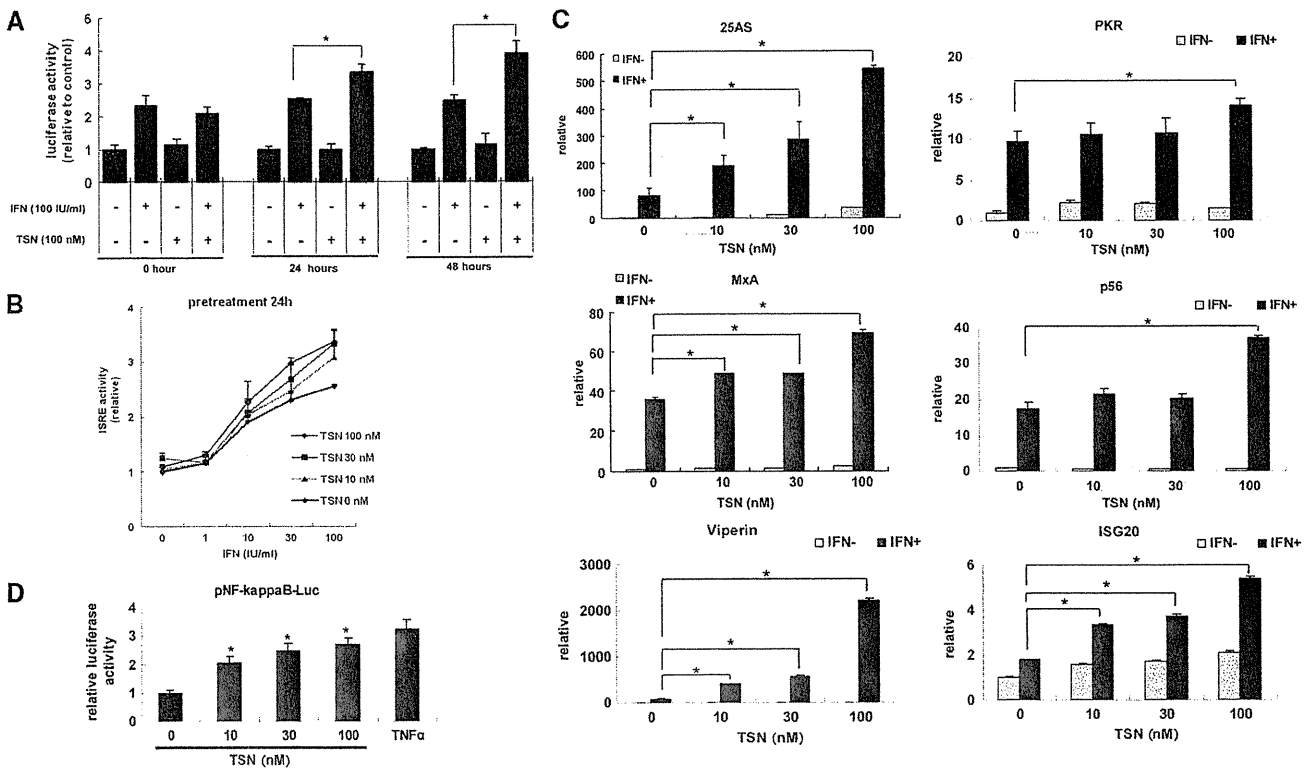 A
6
5
4
3
2
1
0
luciferase activity
(relative to control)
*
*
IFN (100 IU/ml) - + - + - + - + - + - +
TSN (100 nM) - - + + - - + + - - + +
0 hour 24 hours 48 hours
B
pretreatment 24h
4
3
2
1
0
ISRE activity
(relative)
TSN 100 nM
TSN 30 nM
TSN 10 nM
TSN 0 nM
0 1 10 30 100
IFN (IU/ml)
D
pNF-kappaB-Luc
4
3
2
1
0
relative luciferase
activity
* * *
0 10 30 100 TNFα
TSN (nM)
C
25AS
IFN-
IFN+
600
500
400
300
200
100
0
relative
*
*
*
0 10 30 100
TSN (nM)
PKR
IFN- IFN+
20
15
10
5
0
relative
*
0 10 30 100
TSN (nM)
MxA
IFN-
IFN+
80
60
40
20
0
relative
*
*
*
0 10 30 100
TSN (nM)
p56
IFN- IFN+
40
30
20
10
0
relative
*
0 10 30 100
TSN (nM)
Viperin
IFN- IFN+
3000
2000
1000
0
relative
*
*
*
0 10 30 100
TSN (nM)
ISG20
IFN- IFN+
6
4
2
0
relative
*
*
*
0 10 30 100
TSN (nM)